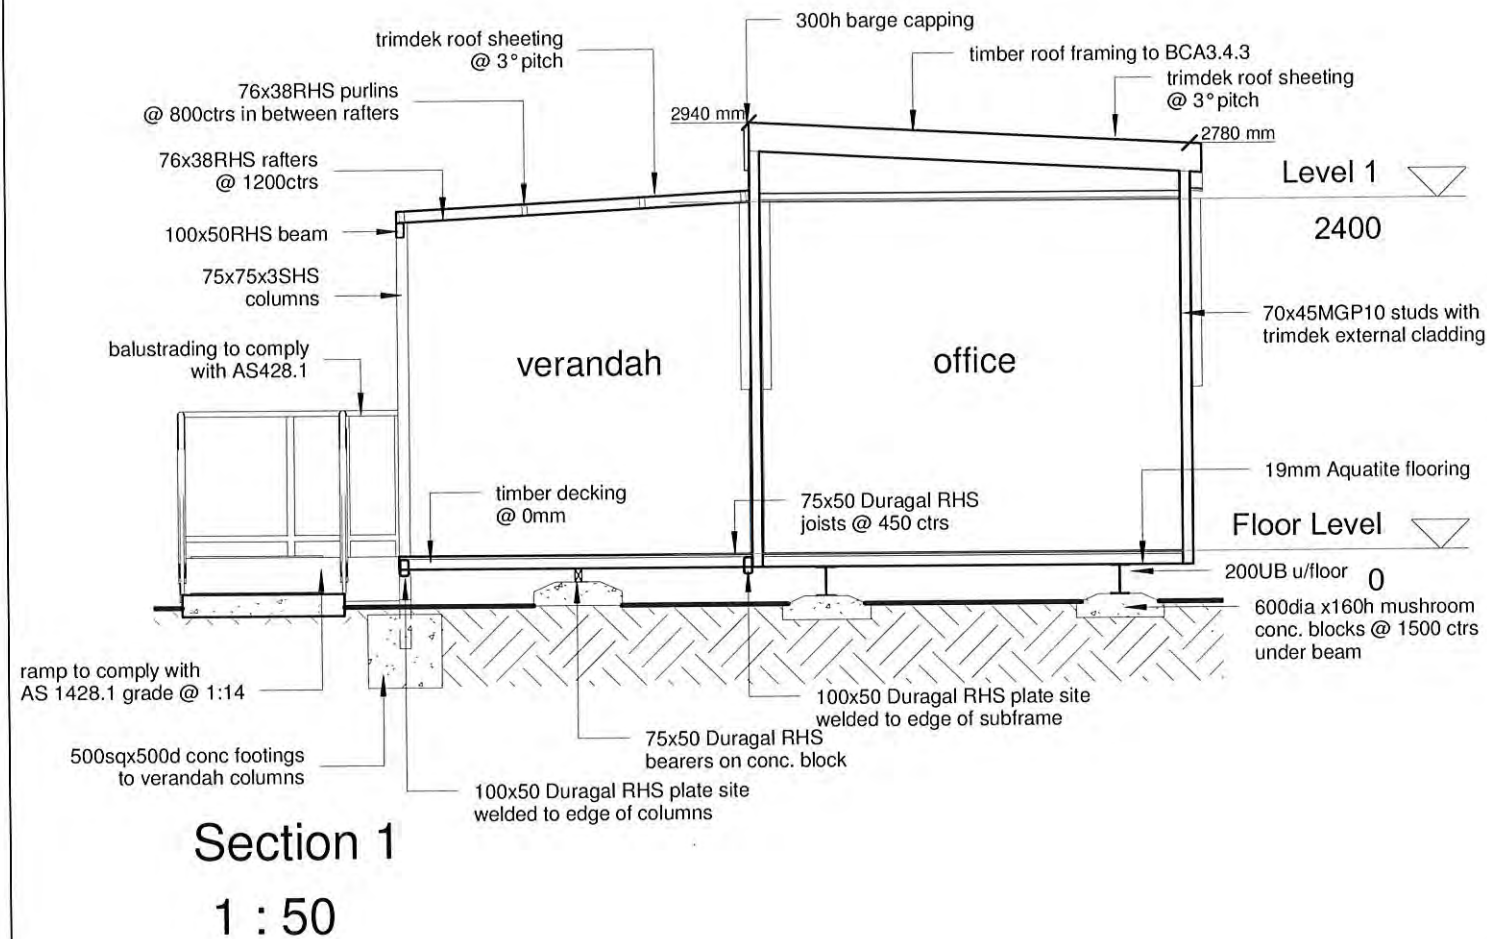 300h barge capping
trimdek roof sheeting
@ 3° pitch
timber roof framing to BCA3.4.3
trimdek roof sheeting
@ 3° pitch
76x38RHS purlins
@ 800ctrs in between rafters
2940 mm
2780 mm
76x38RHS rafters
@ 1200ctrs
Level 1
2400
100x50RHS beam
75x75x3SHS
columns
70x45MGP10 studs with
trimdek external cladding
balustrading to comply
with AS428.1
verandah
office
timber decking
@ 0mm
75x50 Duragal RHS
joists @ 450 ctrs
19mm Aquatite flooring
Floor Level
0
200UB u/floor
600dia x160h mushroom
conc. blocks @ 1500 ctrs
under beam
ramp to comply with
AS 1428.1 grade @ 1:14
100x50 Duragal RHS plate site
welded to edge of subframe
75x50 Duragal RHS
bearers on conc. block
500sqx500d conc footings
to verandah columns
100x50 Duragal RHS plate site
welded to edge of columns
Section 1
1 : 50